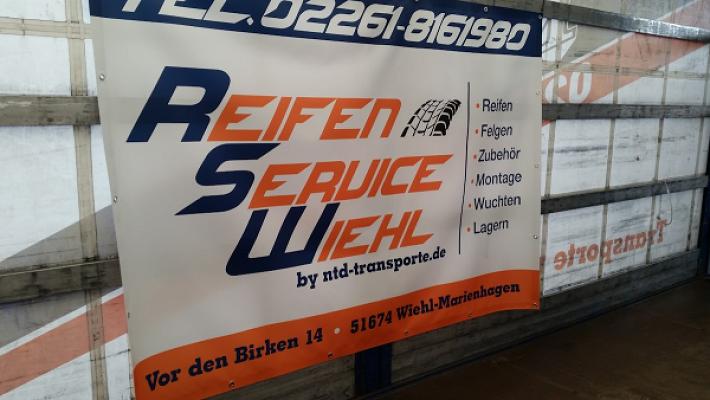 TEL. 02261-8161980
REIFEN
SERVICE
WIEHL
by ntd-transporte.de
• Reifen
• Felgen
• Zubehör
• Montage
• Wuchten
• Lagern
Vor den Birken 14 • 51674 Wiehl-Marienhagen
Transporte